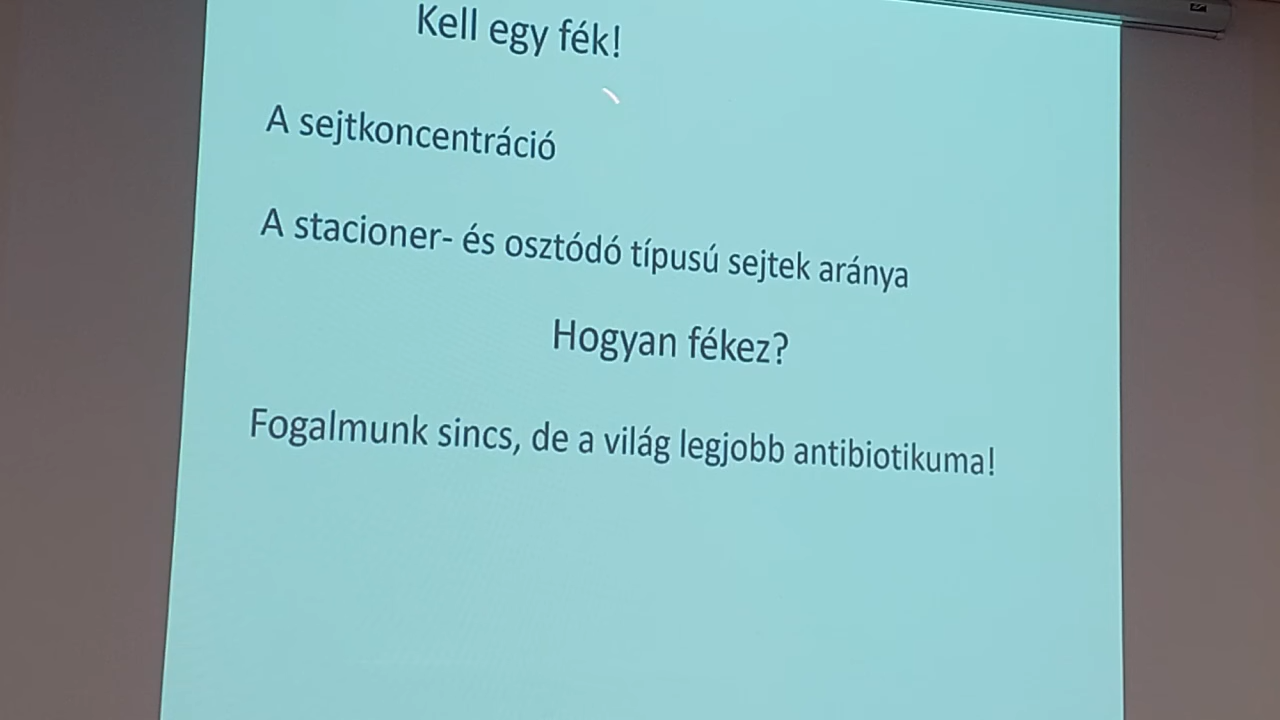 Kell egy fék!
A sejtkoncentráció
A stacioner- és osztódó típusú sejtek aránya
Hogyan fékez?
Fogalmunk sincs, de a világ legjobb antibiotikuma!